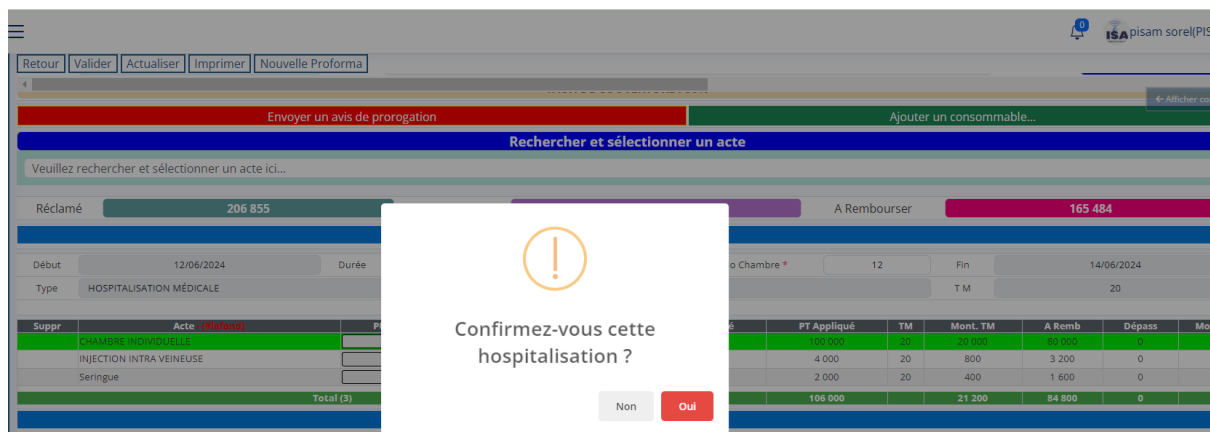 0
ISA pisam sorel(PIS
Retour Valider Actualiser Imprimer Nouvelle Proforma
← Afficher co
Envoyer un avis de prorogation Ajouter un consommable...
Rechercher et sélectionner un acte
Veuillez rechercher et sélectionner un acte ici...
Réclamé 206 855 A Rembourser 165 484
Début 12/06/2024 Durée o Chambre * 12 Fin 14/06/2024
Type HOSPITALISATION MÉDICALE T M 20
Suppr Acte (Plafond) P é PT Appliqué TM Mont. TM A Remb Dépass Mo
CHAMBRE INDIVIDUELLE 100 000 20 20 000 80 000 0
INJECTION INTRA VEINEUSE 4 000 20 800 3 200 0
Seringue 2 000 20 400 1 600 0
Total (3) 106 000 21 200 84 800 0
Confirmez-vous cette
hospitalisation ?
Non Oui